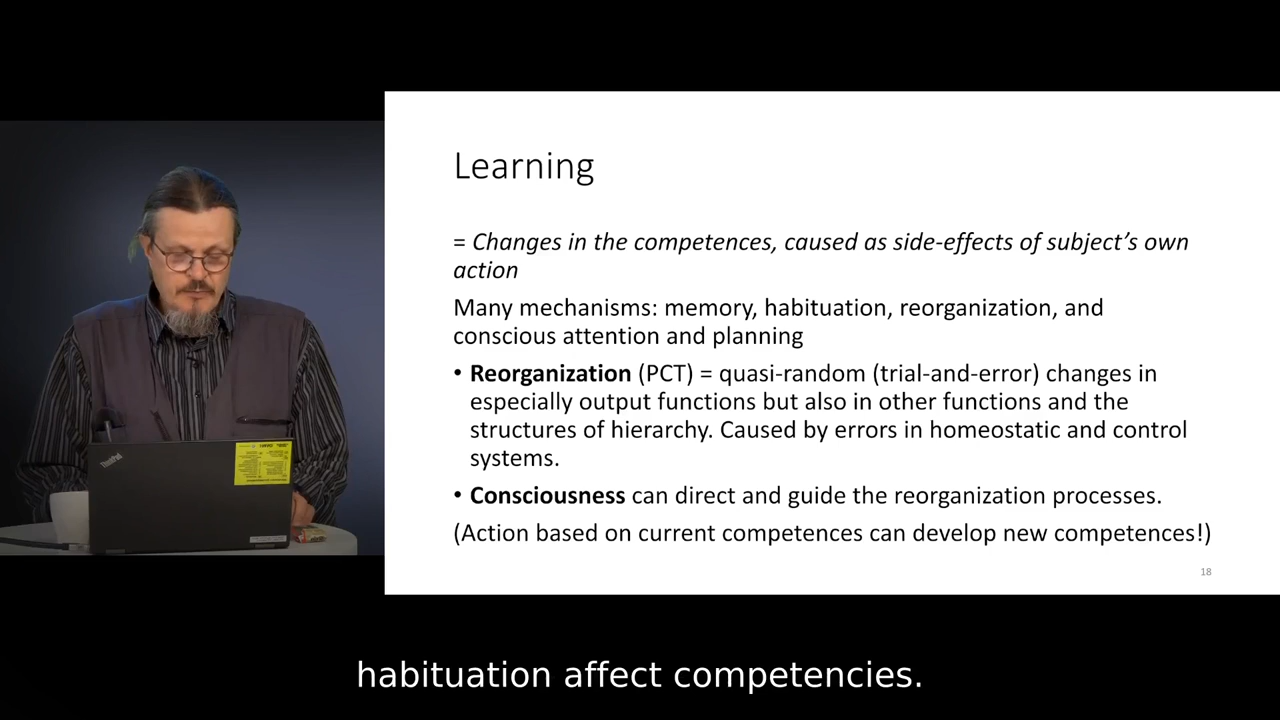 Learning
= Changes in the competences, caused as side-effects of subject's own
action
Many mechanisms: memory, habituation, reorganization, and
conscious attention and planning
• Reorganization (PCT) = quasi-random (trial-and-error) changes in
especially output functions but also in other functions and the
structures of hierarchy. Caused by errors in homeostatic and control
systems.
• Consciousness can direct and guide the reorganization processes.
(Action based on current competences can develop new competences!)
18
ThinkPad
habituation affect competencies.